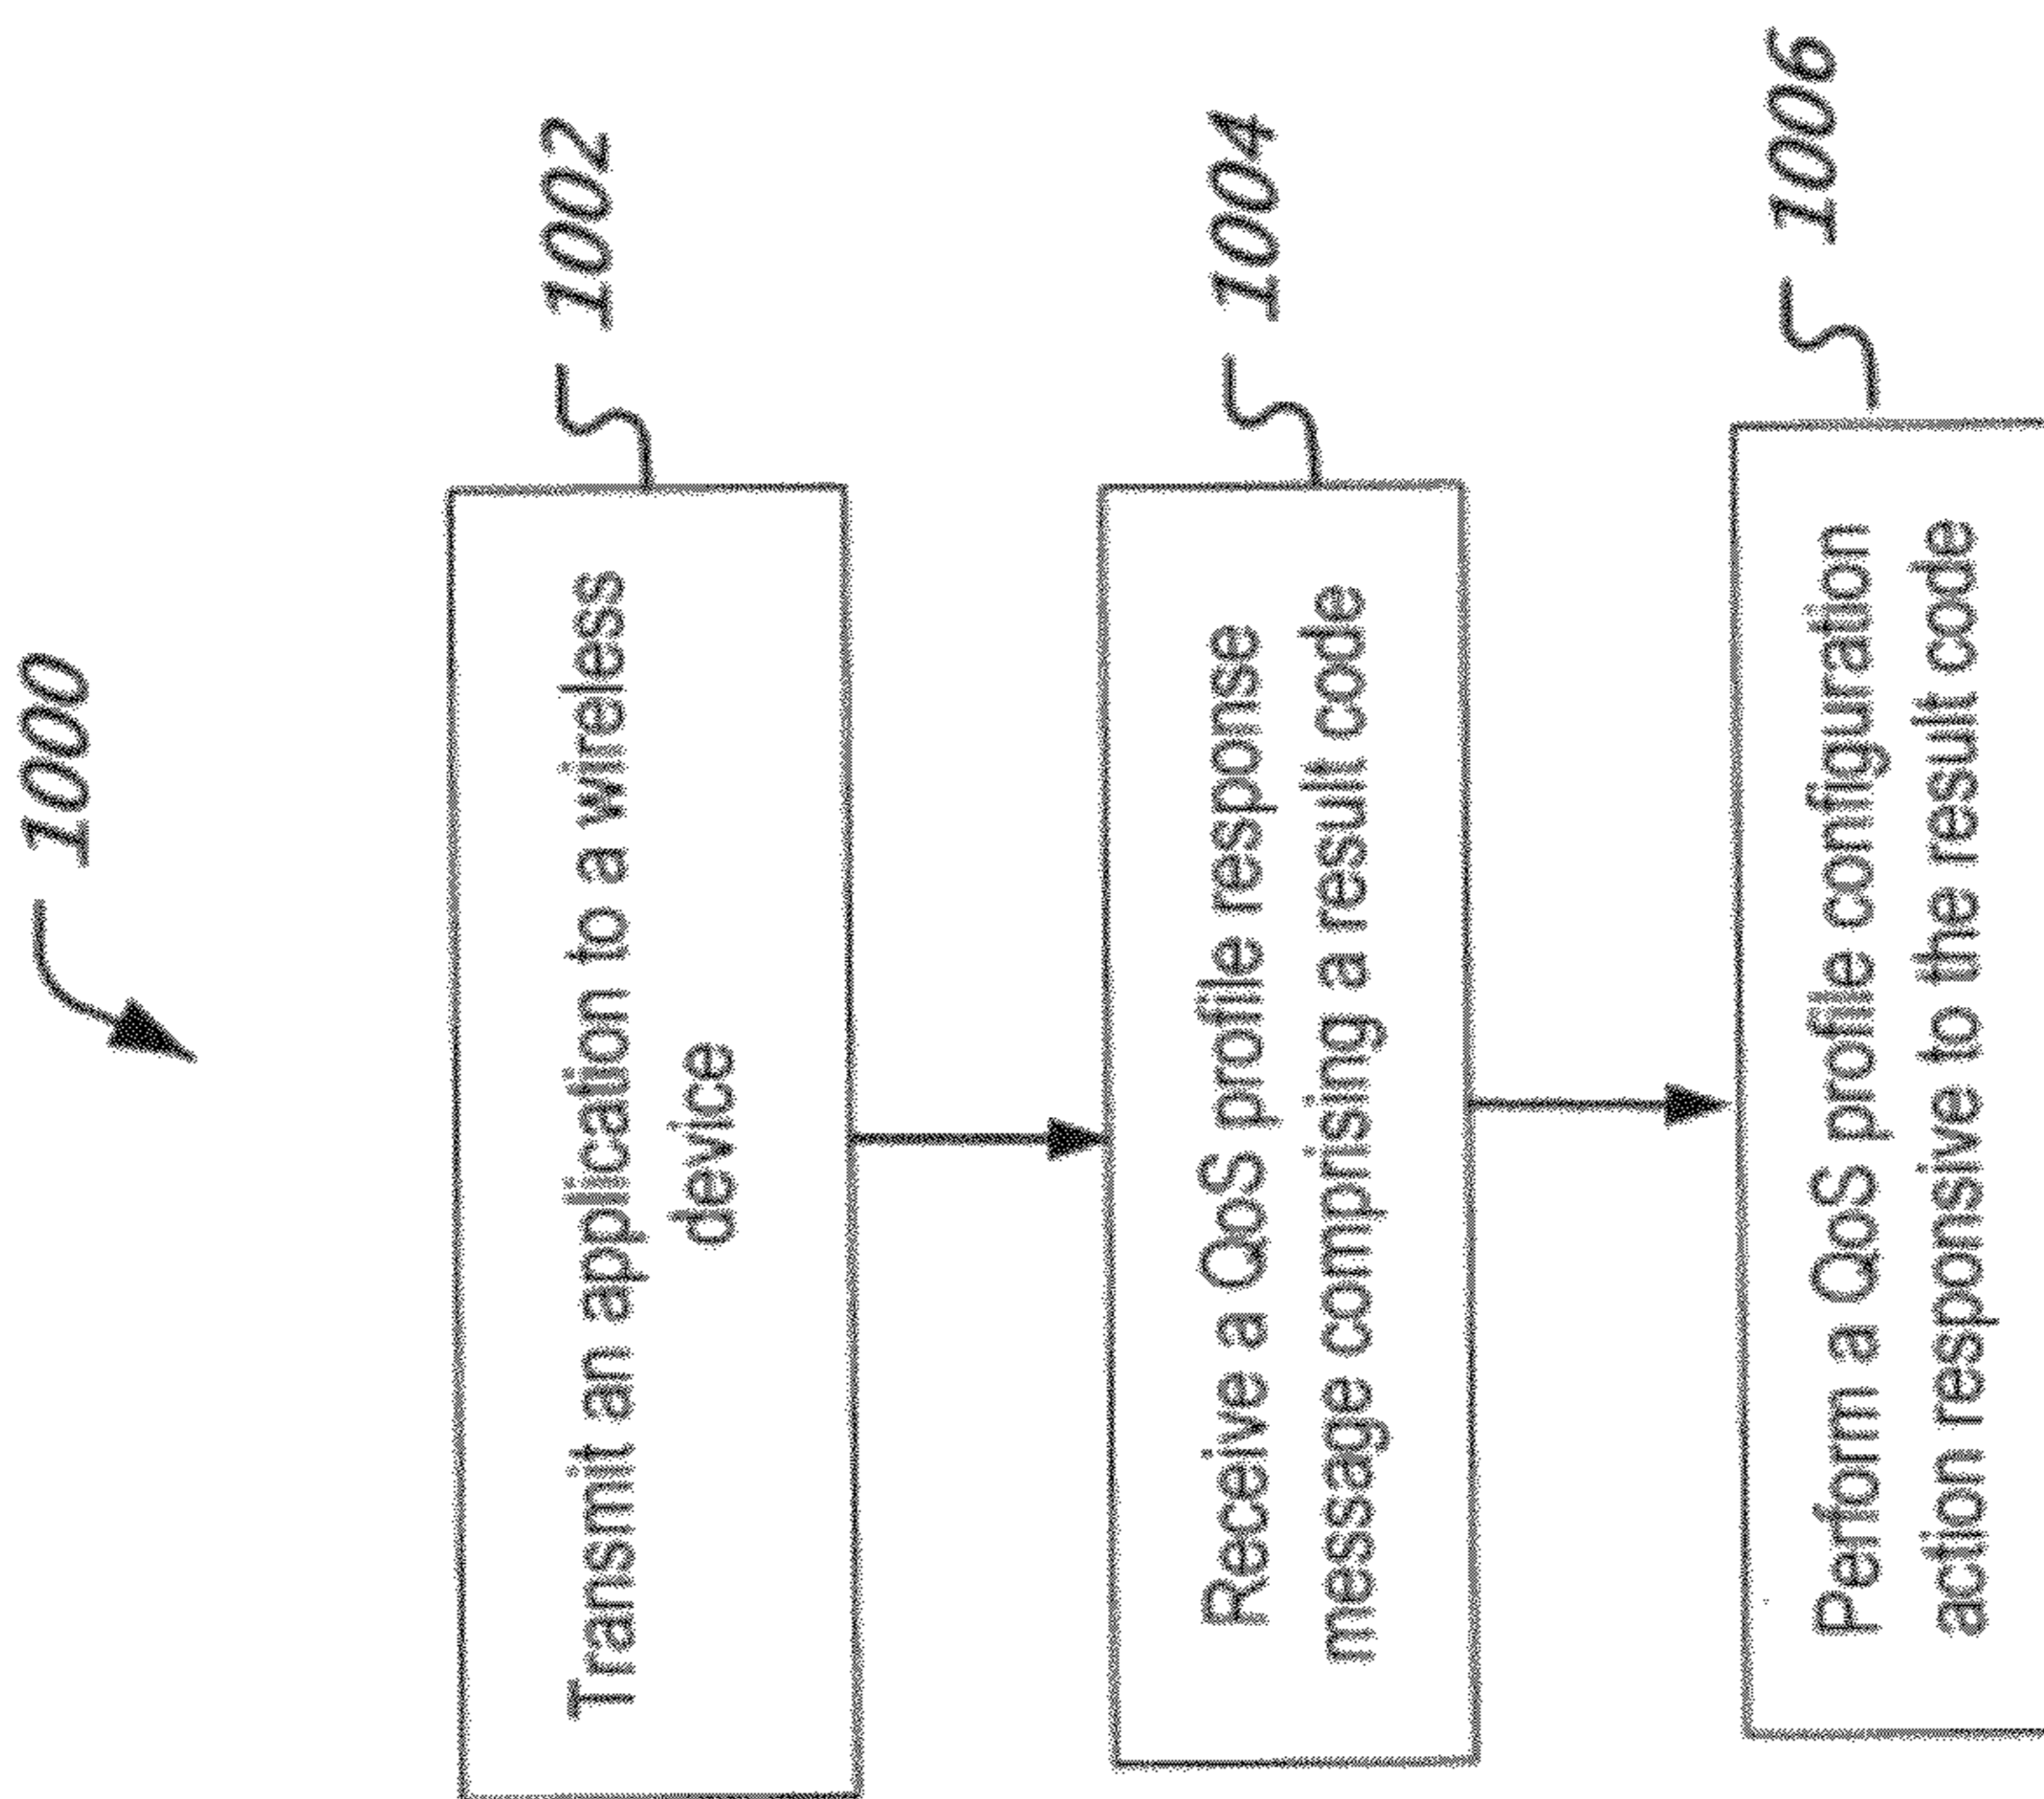 1000
Transmit an application to a wireless
device
1002
Receive a QoS profile response
message comprising a result code
1004
Perform a QoS profile configuration
action responsive to the result code
1006